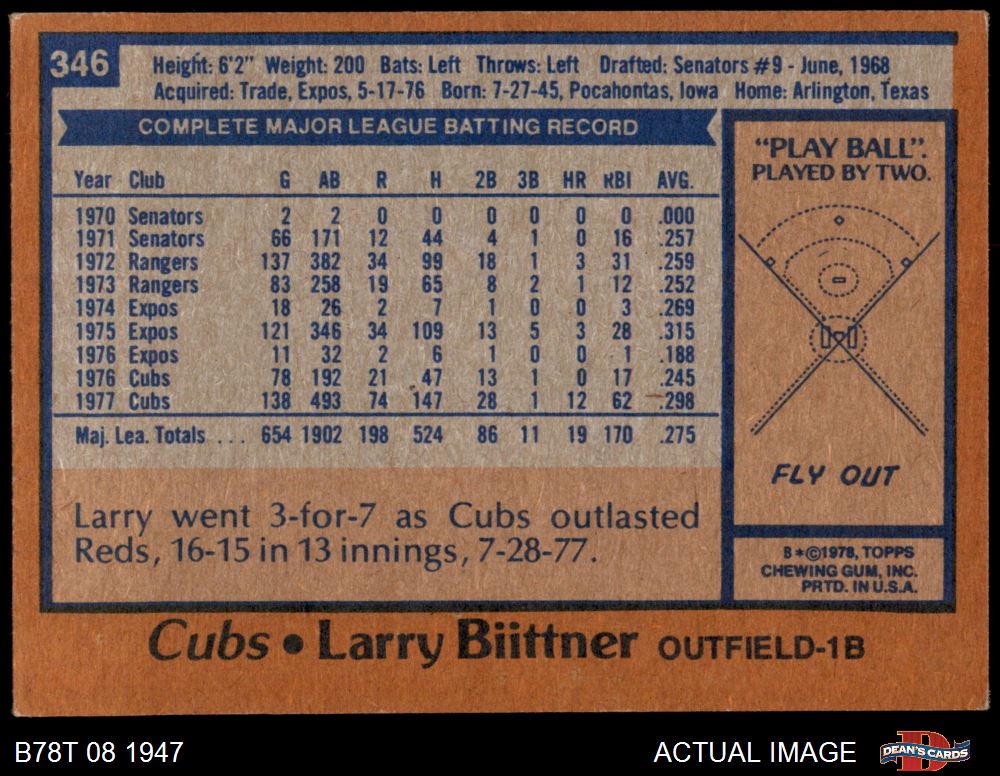 346
Height: 6'2" Weight: 200 Bats: Left Throws: Left Drafted: Senators #9 - June, 1968
Acquired: Trade, Expos, 5-17-76 Born: 7-27-45, Pocahontas, Iowa Home: Arlington, Texas
COMPLETE MAJOR LEAGUE BATTING RECORD
Year Club G AB R H 2B 3B HR RBI AVG.
1970 Senators 2 2 0 0 0 0 0 0 .000
1971 Senators 66 171 12 44 4 1 0 16 .257
1972 Rangers 137 382 34 99 18 1 3 31 .259
1973 Rangers 83 258 19 65 8 2 1 12 .252
1974 Expos 18 26 2 7 1 0 0 3 .269
1975 Expos 121 346 34 109 13 5 3 28 .315
1976 Expos 11 32 2 6 1 0 0 1 .188
1976 Cubs 78 192 21 47 13 1 0 17 .245
1977 Cubs 138 493 74 147 28 1 12 62 .298
Maj. Lea. Totals ... 654 1902 198 524 86 11 19 170 .275
Larry went 3-for-7 as Cubs outlasted
Reds, 16-15 in 13 innings, 7-28-77.
"PLAY BALL".
PLAYED BY TWO.
FLY OUT
B*©1978, TOPPS
CHEWING GUM, INC.
PRTD. IN U.S.A.
Cubs • Larry Biittner OUTFIELD-1B
B78T 08 1947
ACTUAL IMAGE
DEAN'S CARDS